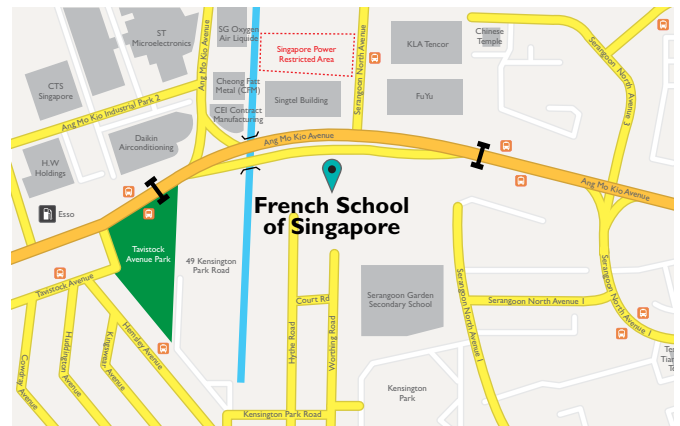 ST
Microelectronics
SG Oxygen
Air Liquide
Singapore Power
Restricted Area
KLA Tencor
Chinese
Temple
Ang Mo Kio Avenue
Serangoon North Avenue
Serangoon North Avenue 3
CTS
Singapore
Cheong Fatt
Metal (CFM)
Singtel Building
FuYu
Ang Mo Kio Industrial Park 2
CEI Contract
Manufacturing
Daikin
Airconditioning
Ang Mo Kio Avenue
H.W
Holdings
Ang Mo Kio Avenue
Esso
French School
of Singapore
Tavistock
Avenue Park
49 Kensington
Park Road
Tavistock Avenue
Court Rd
Serangoon Garden
Secondary School
Serangoon North Avenue 1
Serangoon North Avenue 1
Serangoon North Avenue 1
Hythe Road
Worthing Road
Cowdray Avenue
Huddington Avenue
Kingswear Avenue
Hemsley Avenue
Kensington
Park
Kensington Park Road